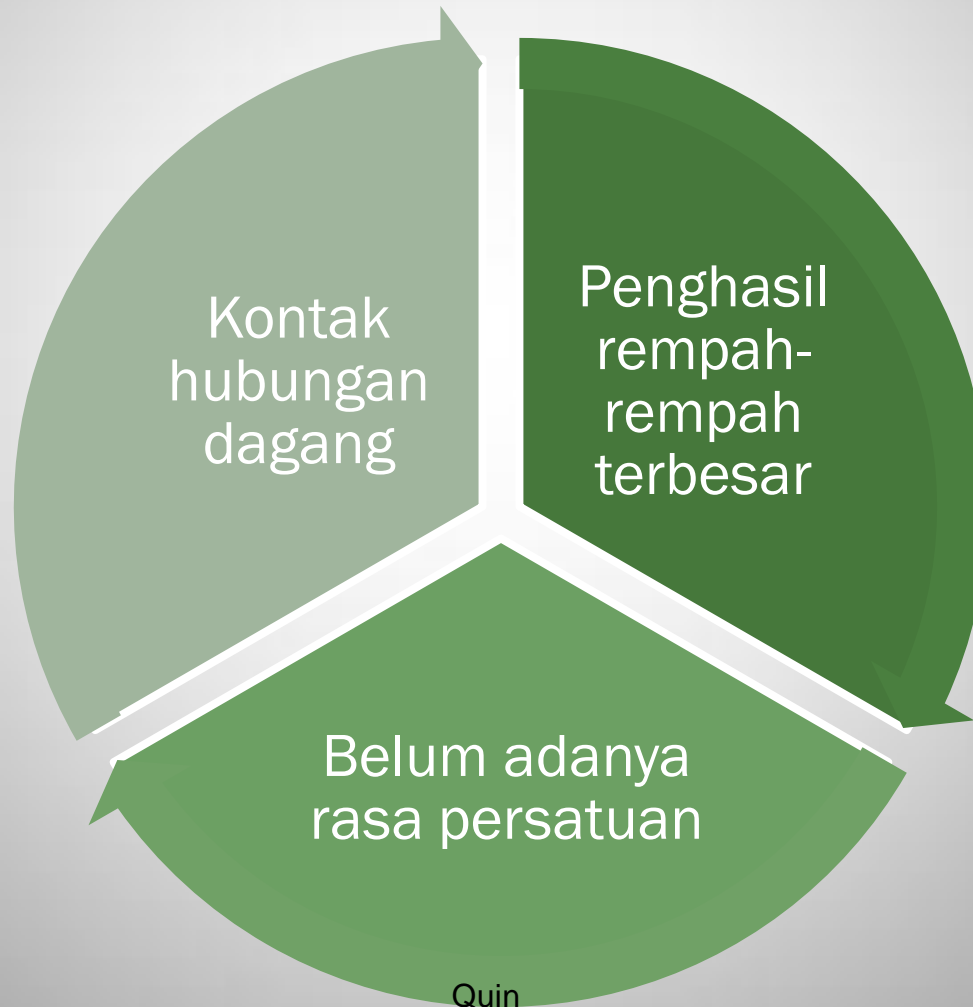 Kontak
hubungan
dagang
Penghasil
rempah-
rempah
terbesar
Belum adanya
rasa persatuan
Quin